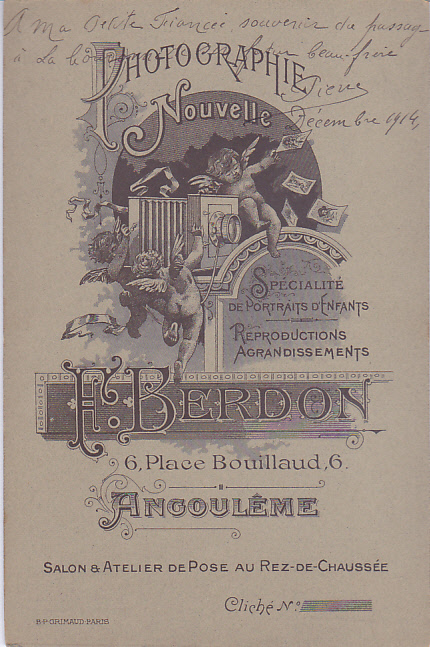 A Ma Petite Fiancée souvenir du passage
à La
beau-frère
Pierre
Décembre 1914,
PHOTOGRAPHIE
Nouvelle
SPÉCIALITÉ
DE PORTRAITS D'ENFANTS
REPRODUCTIONS
AGRANDISSEMENTS
F. BERDON
6, Place Bouillaud, 6.
ANGOULÊME
SALON & ATELIER DE POSE AU REZ-DE-CHAUSSÉE
Cliché No
B.P. GRIMAUD-PARIS